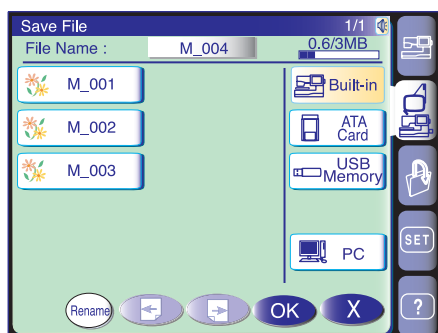 Save File 1/1
File Name : M_004 0.6/3MB
M_001
M_002
M_003
Built-in
ATA
Card
USB
Memory
PC
Rename
OK
X
SET
?